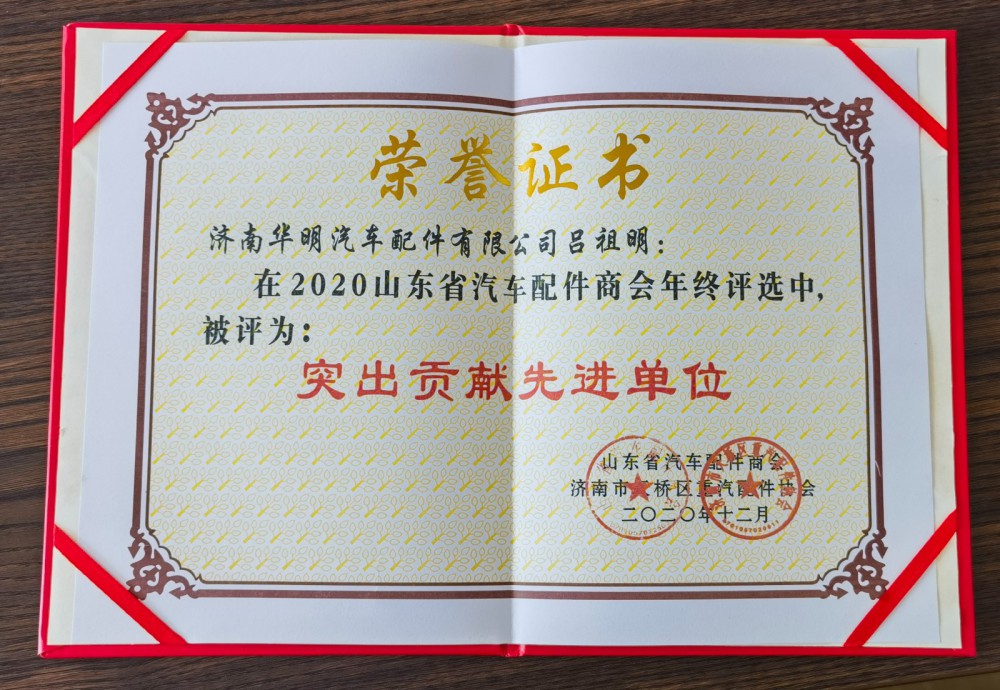 荣誉证书
济南华明汽车配件有限公司吕祖明：
在2020山东省汽车配件商会年终评选中，
被评为：
突出贡献先进单位
山东省汽车配件商会
济南市天桥区重汽配件协会
二〇二〇年十二月